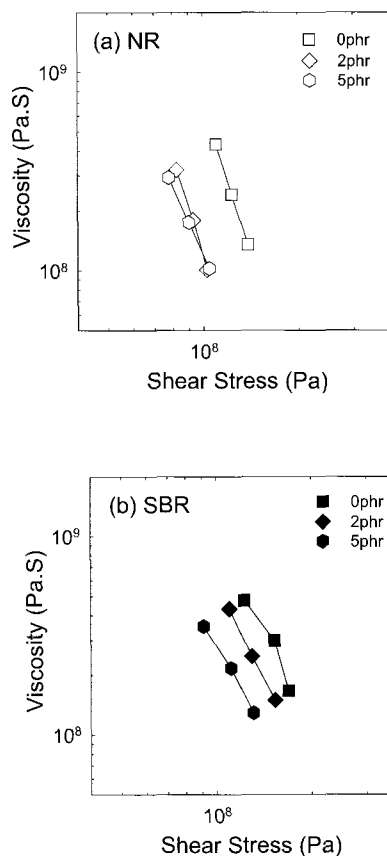 (a) NR
0phr
2phr
5phr
10⁹
10⁸
Viscosity (Pa.S)
10⁸
Shear Stress (Pa)
(b) SBR
0phr
2phr
5phr
10⁹
10⁸
Viscosity (Pa.S)
10⁸
Shear Stress (Pa)